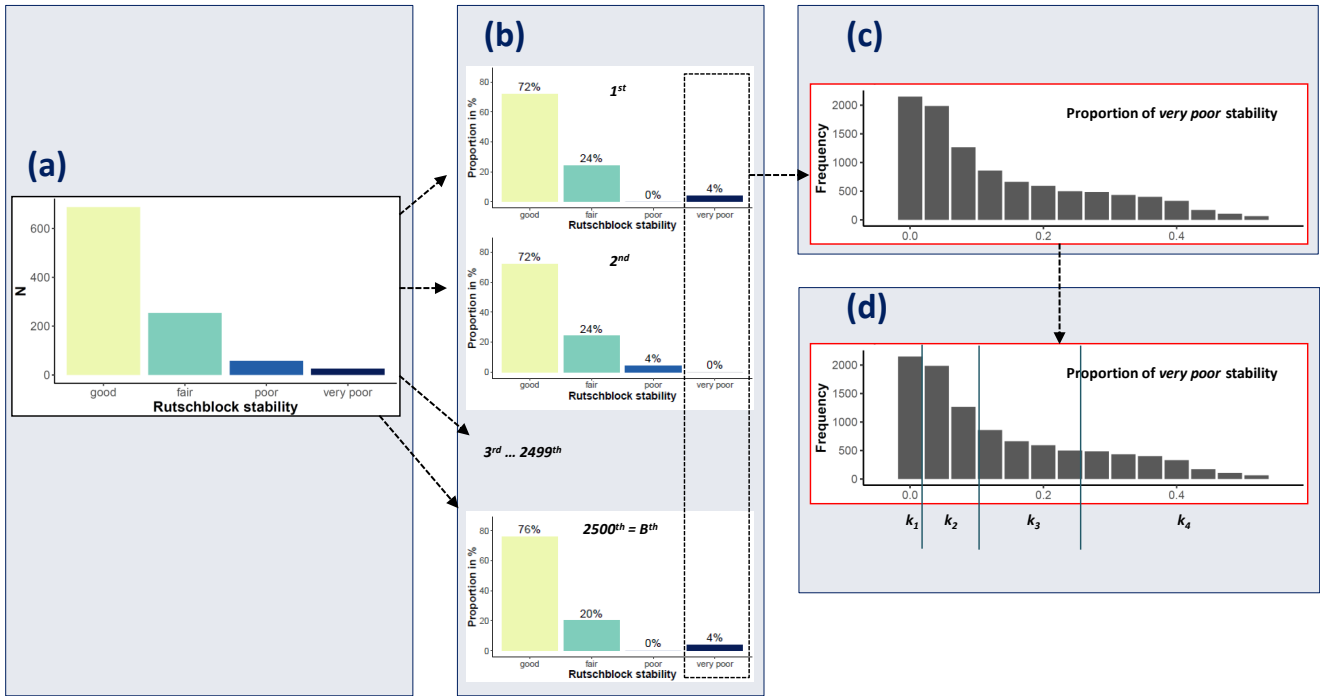 (a)
N
600
400
200
0
good fair poor very poor
Rutschblock stability
(b)
1st
Proportion in %
80
60
40
20
0
72%
24%
0%
4%
good fair poor very poor
Rutschblock stability
2nd
Proportion in %
80
60
40
20
0
72%
24%
4%
0%
good fair poor very poor
Rutschblock stability
3rd ... 2499th
2500th = Bth
Proportion in %
80
60
40
20
0
76%
20%
0%
4%
good fair poor very poor
Rutschblock stability
(c)
Proportion of very poor stability
Frequency
2000
1500
1000
500
0
0.0 0.2 0.4
(d)
Proportion of very poor stability
Frequency
2000
1500
1000
500
0
0.0 0.2 0.4
k1 k2 k3 k4